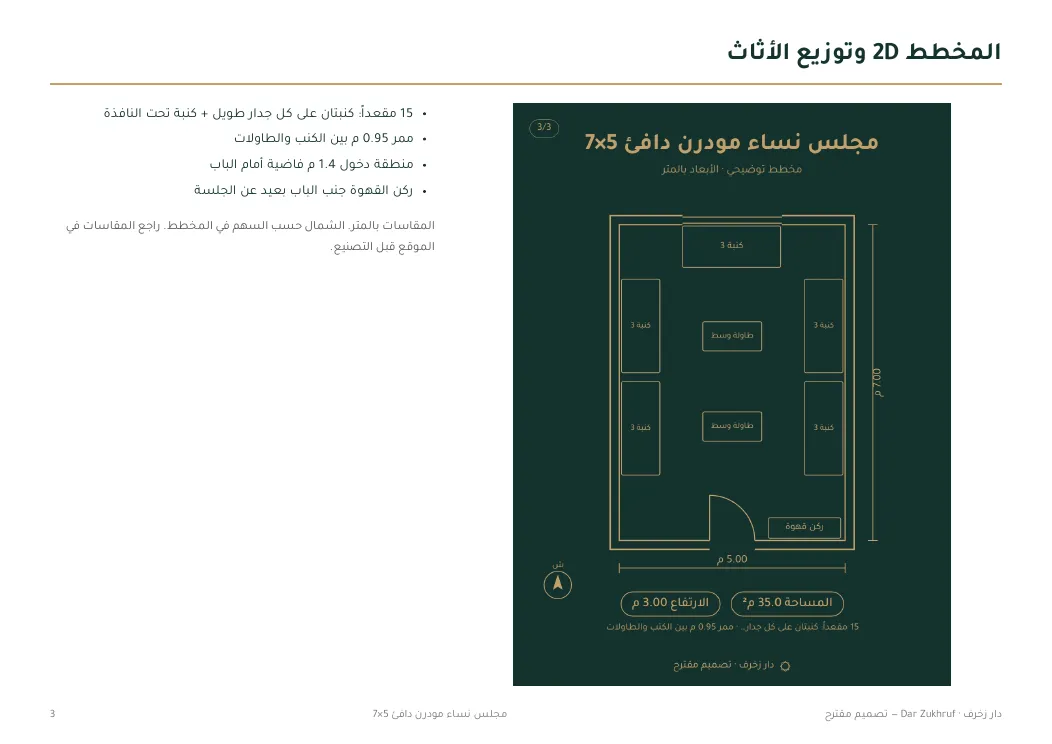 المخطط 2D وتوزيع الأثاث
3/3
مجلس نساء مودرن دافئ 7×5
مخطط توضيحي · الأبعاد بالمتر
كنبة 3
كنبة 3
كنبة 3
طاولة وسط
7.00 م
كنبة 3
كنبة 3
طاولة وسط
ركن قهوة
5.00 م
ش
المساحة 35.0 م²
الارتفاع 3.00 م
15 مقعداً: كنبتان على كل جدار… · ممر 0.95 م بين الكنب والطاولات
دار زخرف · تصميم مقترح
15 مقعداً: كنبتان على كل جدار طويل + كنبة تحت النافذة
ممر 0.95 م بين الكنب والطاولات
منطقة دخول 1.4 م فاضية أمام الباب
ركن القهوة جنب الباب بعيد عن الجلسة
المقاسات بالمتر. الشمال حسب السهم في المخطط. راجع المقاسات في
الموقع قبل التصنيع.
دار زخرف · Dar Zukhruf — تصميم مقترح
مجلس نساء مودرن دافئ 7×5
3